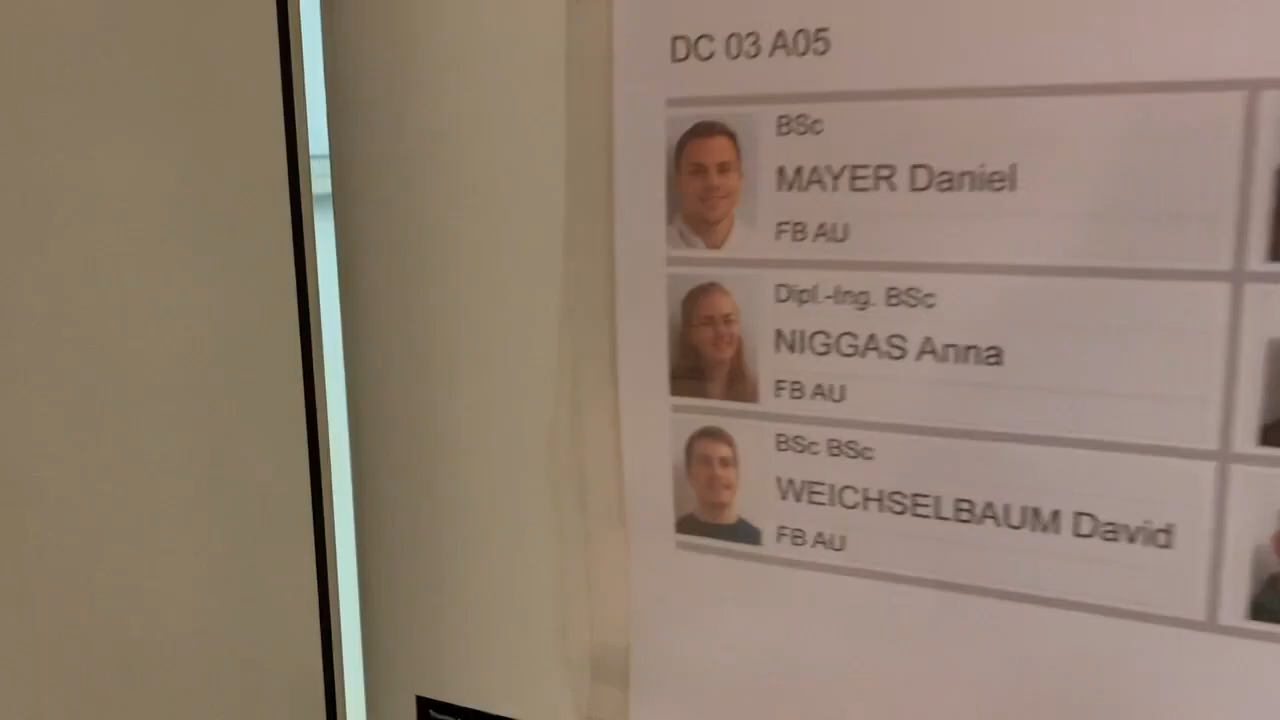 DC 03 A05
BSc
MAYER Daniel
FB AU
Dipl.-Ing. BSc
NIGGAS Anna
FB AU
BSc BSc
WEICHSELBAUM David
FB AU